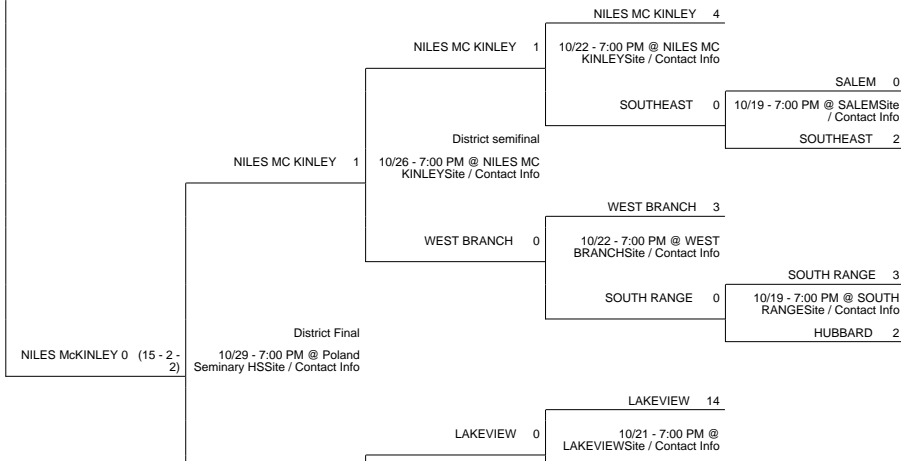 NILES MC KINLEY 4
NILES MC KINLEY 1
10/22 - 7:00 PM @ NILES MC
KINLEYSite / Contact Info
SALEM 0
SOUTHEAST 0
10/19 - 7:00 PM @ SALEMSite
/ Contact Info
District semifinal
SOUTHEAST 2
NILES MC KINLEY 1
10/26 - 7:00 PM @ NILES MC
KINLEYSite / Contact Info
WEST BRANCH 3
WEST BRANCH 0
10/22 - 7:00 PM @ WEST
BRANCHSite / Contact Info
SOUTH RANGE 3
SOUTH RANGE 0
10/19 - 7:00 PM @ SOUTH
RANGESite / Contact Info
District Final
HUBBARD 2
NILES McKINLEY 0 (15 - 2 -
2)
10/29 - 7:00 PM @ Poland
Seminary HSSite / Contact Info
LAKEVIEW 14
LAKEVIEW 0
10/21 - 7:00 PM @
LAKEVIEWSite / Contact Info